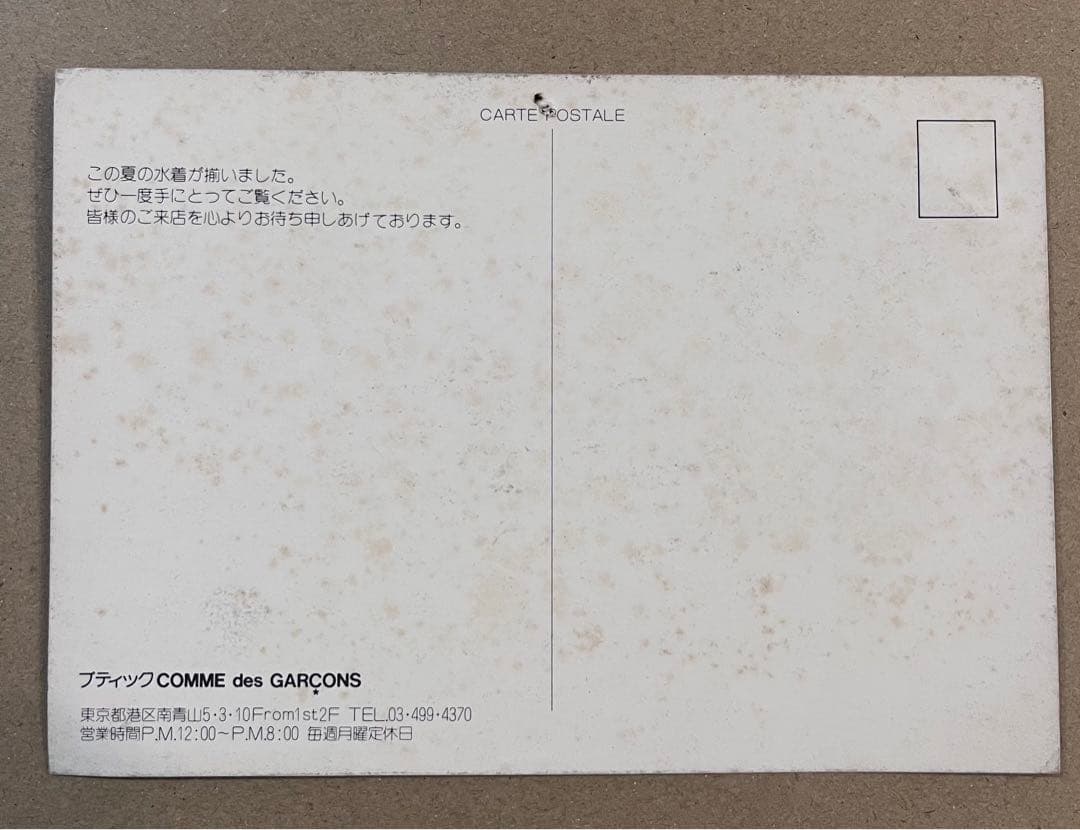 CARTE POSTALE
この夏の水着が揃いました。
ぜひ一度手にとってご覧ください。
皆様のご来店を心よりお待ち申しあげております。
ブティックCOMME des GARÇONS
*
東京都港区南青山5・3・10From1st2F TEL.03・499・4370
営業時間P.M.12:00〜P.M.8:00 毎週月曜定休日